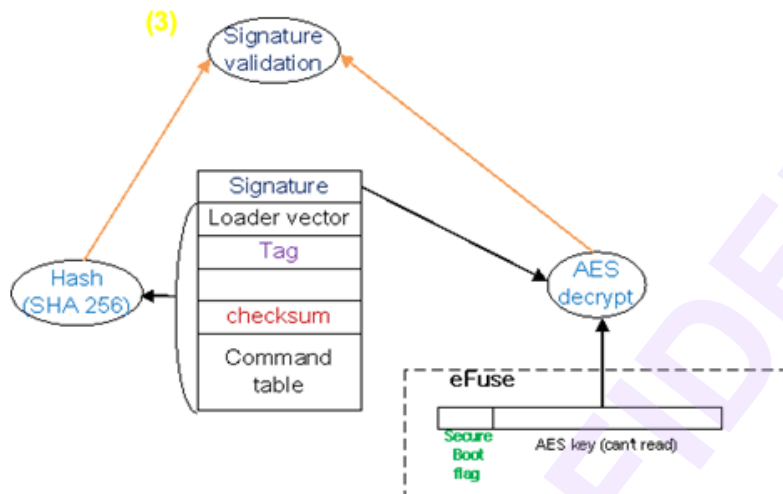 (3)
Signature
validation
Signature
Loader vector
Tag
Hash
(SHA 256)
AES
decrypt
checksum
Command
table
eFuse
Secure
Boot
flag
AES key (can't read)